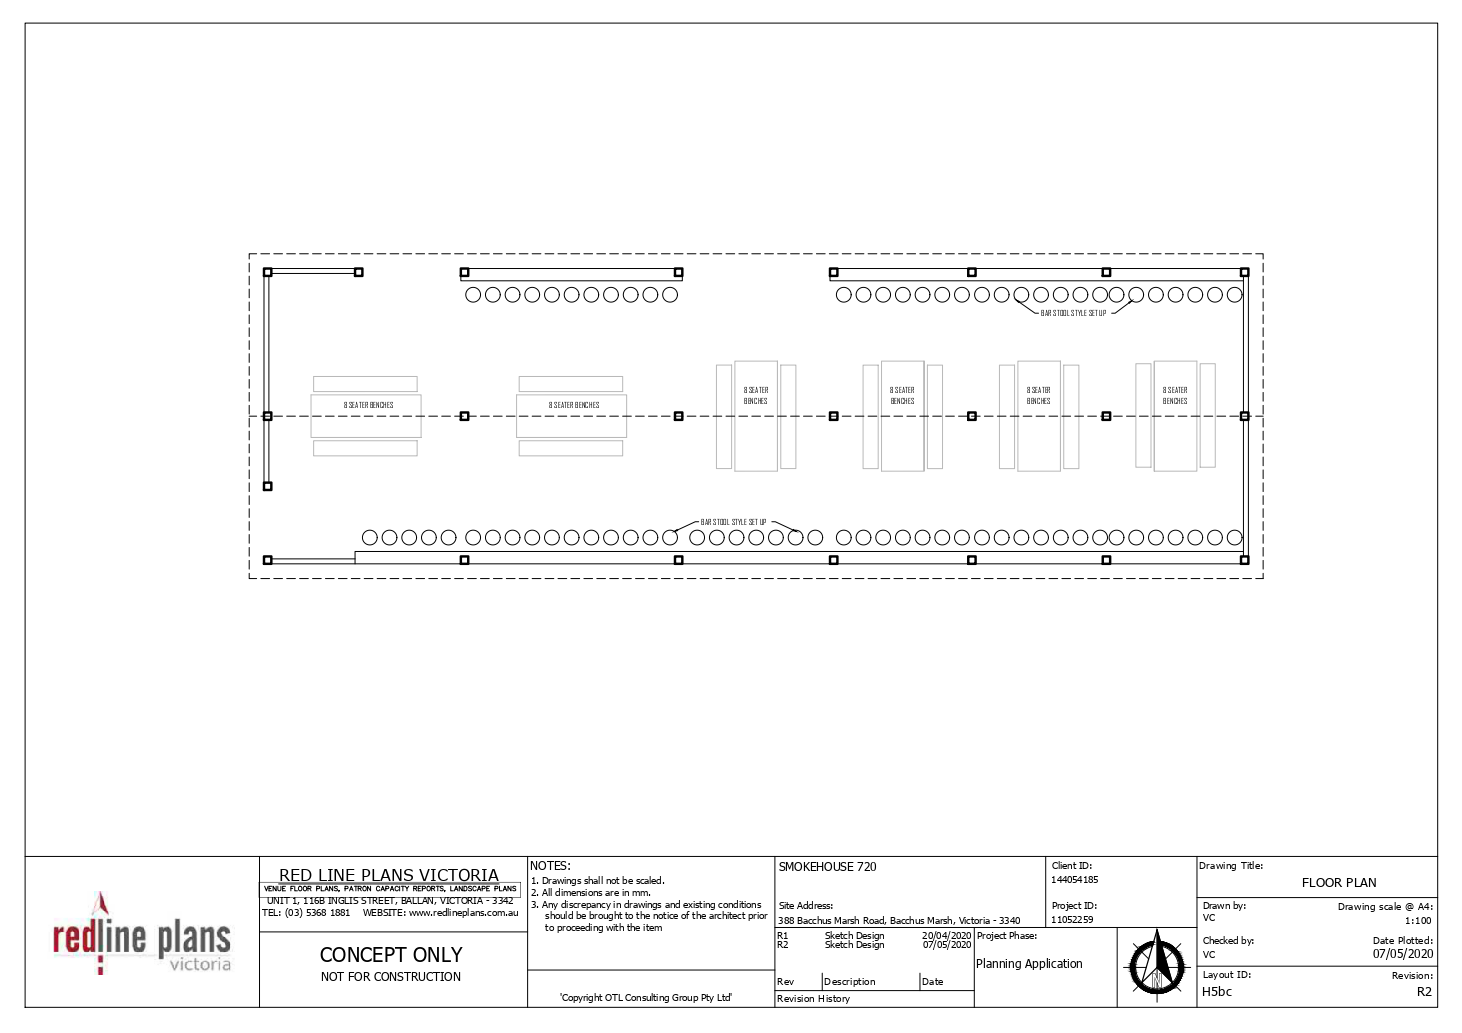 BAR STOOL STYLE SET UP
8 SEATER BENCHES
8 SEATER BENCHES
8 SEATER
BENCHES
8 SEATER
BENCHES
8 SEATER
BENCHES
8 SEATER
BENCHES
BAR STOOL STYLE SET UP
redline plans
victoria
RED LINE PLANS VICTORIA
VENUE FLOOR PLANS, PATRON CAPACITY REPORTS, LANDSCAPE PLANS
UNIT 1, 116B INGLIS STREET, BALLAN, VICTORIA - 3342
TEL: (03) 5368 1881 WEBSITE: www.redlineplans.com.au
CONCEPT ONLY
NOT FOR CONSTRUCTION
NOTES:
1. Drawings shall not be scaled.
2. All dimensions are in mm.
3. Any discrepancy in drawings and existing conditions
should be brought to the notice of the architect prior
to proceeding with the item
'Copyright OTL Consulting Group Pty Ltd'
SMOKEHOUSE 720
Site Address:
388 Bacchus Marsh Road, Bacchus Marsh, Victoria - 3340
R1 Sketch Design 20/04/2020
R2 Sketch Design 07/05/2020
Rev Description Date
Revision History
Client ID:
144054185
Project ID:
11052259
Project Phase:
Planning Application
N
Drawing Title:
FLOOR PLAN
Drawn by:
VC
Drawing scale @ A4:
1:100
Checked by:
VC
Date Plotted:
07/05/2020
Layout ID:
H5bc
Revision:
R2